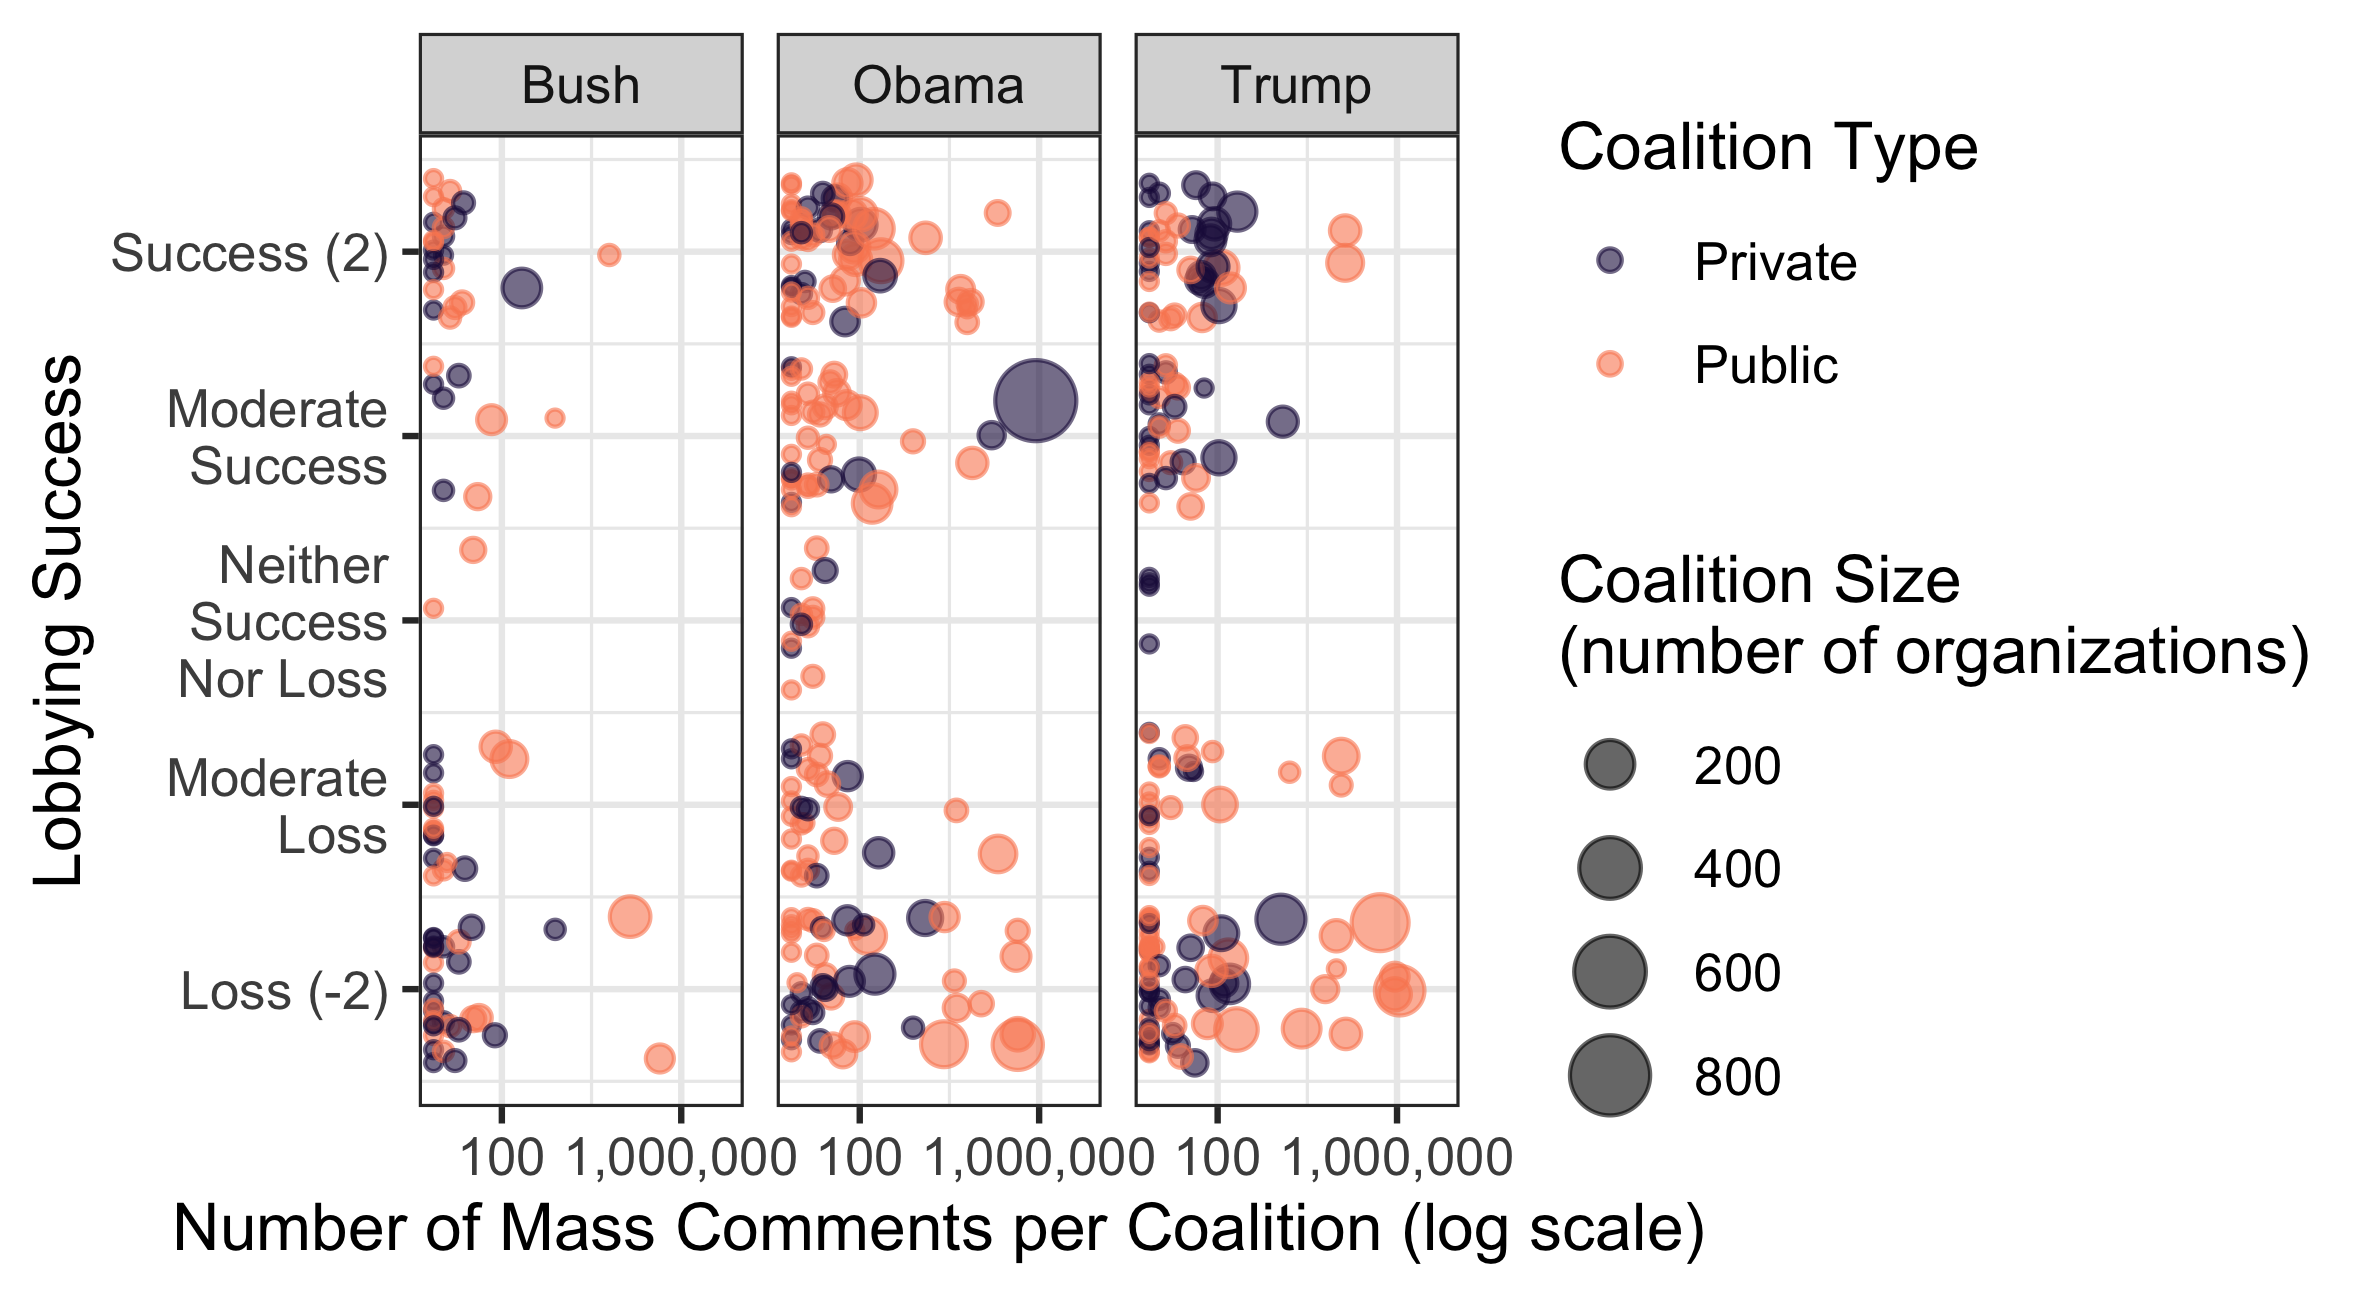 Bush
Obama
Trump
Lobbying Success
Success (2)
Moderate
Success
Neither
Success
Nor Loss
Moderate
Loss
Loss (-2)
100 1,000,000 100 1,000,000 100 1,000,000
Number of Mass Comments per Coalition (log scale)
Coalition Type
Private
Public
Coalition Size
(number of organizations)
200
400
600
800